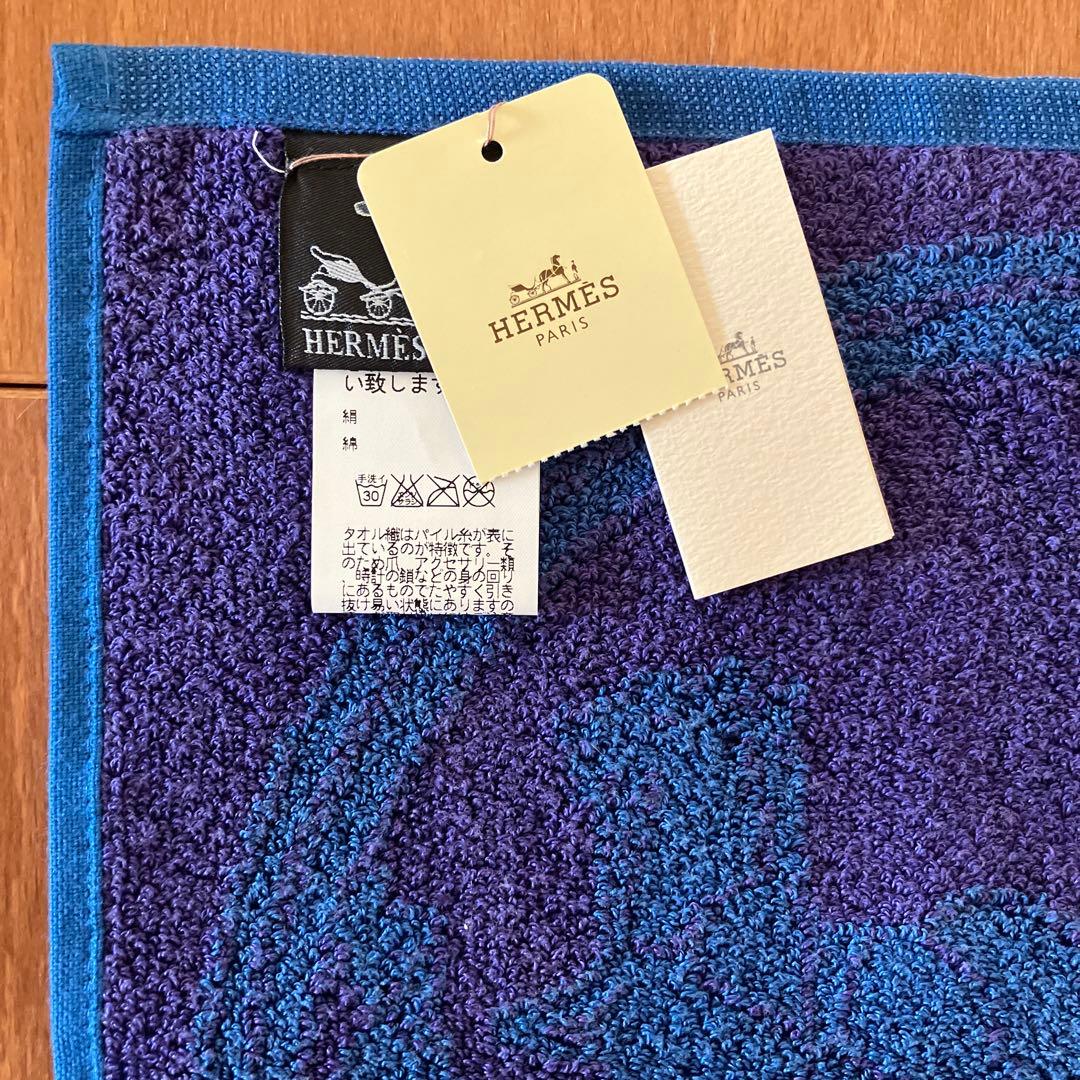 HERMÈS
PARIS
HERMÈS
RMÈS
PARIS
い致します
絹
綿
手洗イ
30
タオル織はパイル糸が表に
出ているのが特徴です。そ
のため爪、アクセサリー類
、時計の鎖などの身の回り
にあるものでたやすく引き
抜け易い状態にありますの